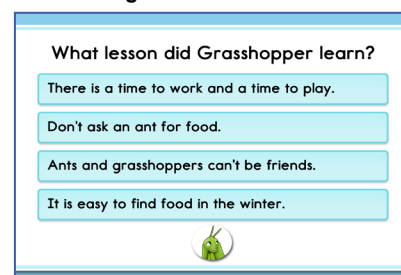 What lesson did Grasshopper learn?
There is a time to work and a time to play.
Don't ask an ant for food.
Ants and grasshoppers can't be friends.
It is easy to find food in the winter.